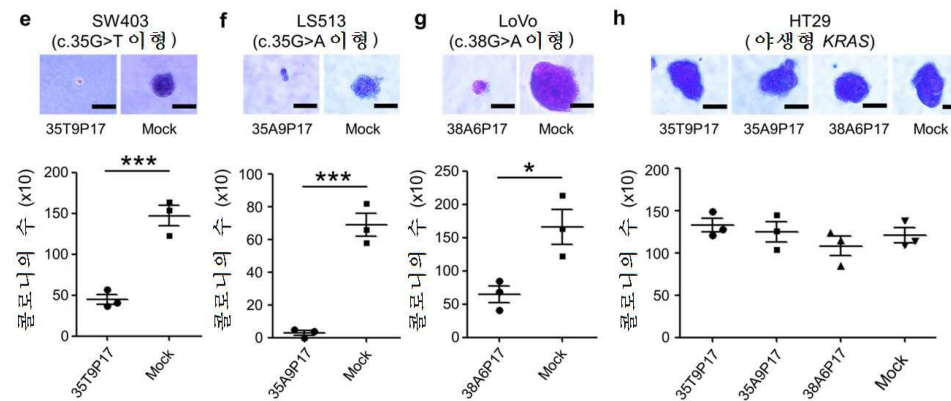 e
SW403
(c.35G>T 이형)
35T9P17
Mock
콜로니의 수 (x10)
200
150
100
50
0
***
35T9P17
Mock
f
LS513
(c.35G>A 이형)
35A9P17
Mock
콜로니의 수 (x10)
100
80
60
40
20
0
***
35A9P17
Mock
g
LoVo
(c.38G>A 이형)
38A6P17
Mock
콜로니의 수 (x10)
250
200
150
100
50
0
*
38A6P17
Mock
h
HT29
(야생형 KRAS)
35T9P17
35A9P17
38A6P17
Mock
콜로니의 수 (x10)
200
150
100
50
0
35T9P17
35A9P17
38A6P17
Mock